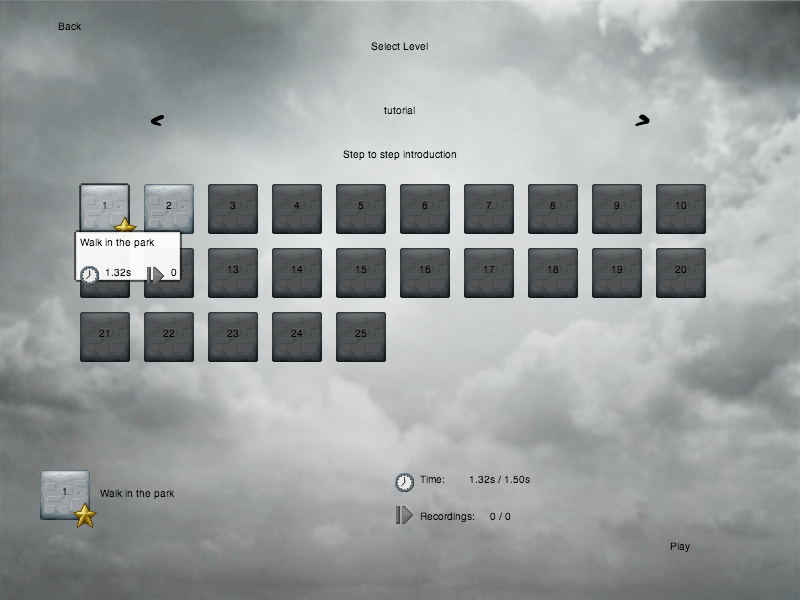 Back
Select Level
<
tutorial
>
Step to step introduction
1 2 3 4 5 6 7 8 9 10
Walk in the park
1.32s 0
13 14 15 16 17 18 19 20
21 22 23 24 25
1 Walk in the park
Time: 1.32s / 1.50s
Recordings: 0 / 0
Play